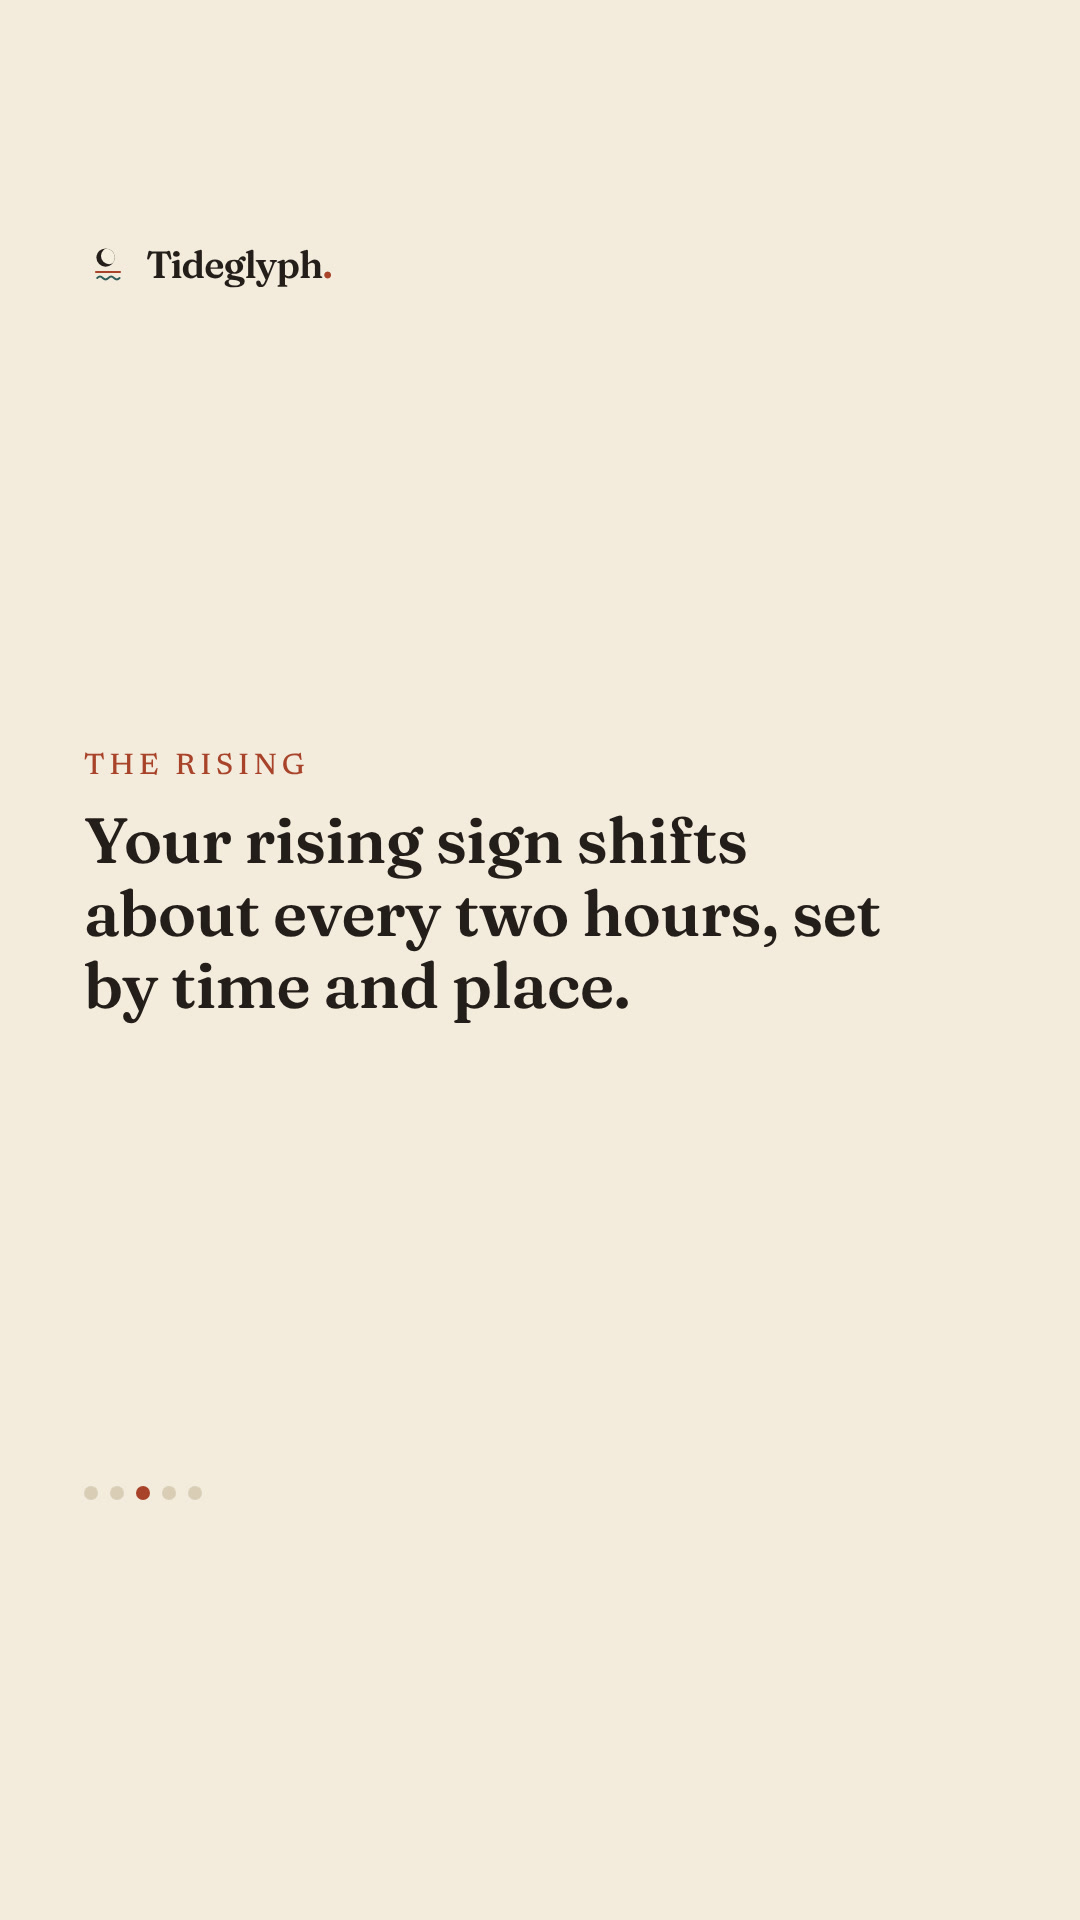 Tideglyph.
THE RISING
Your rising sign shifts
about every two hours, set
by time and place.